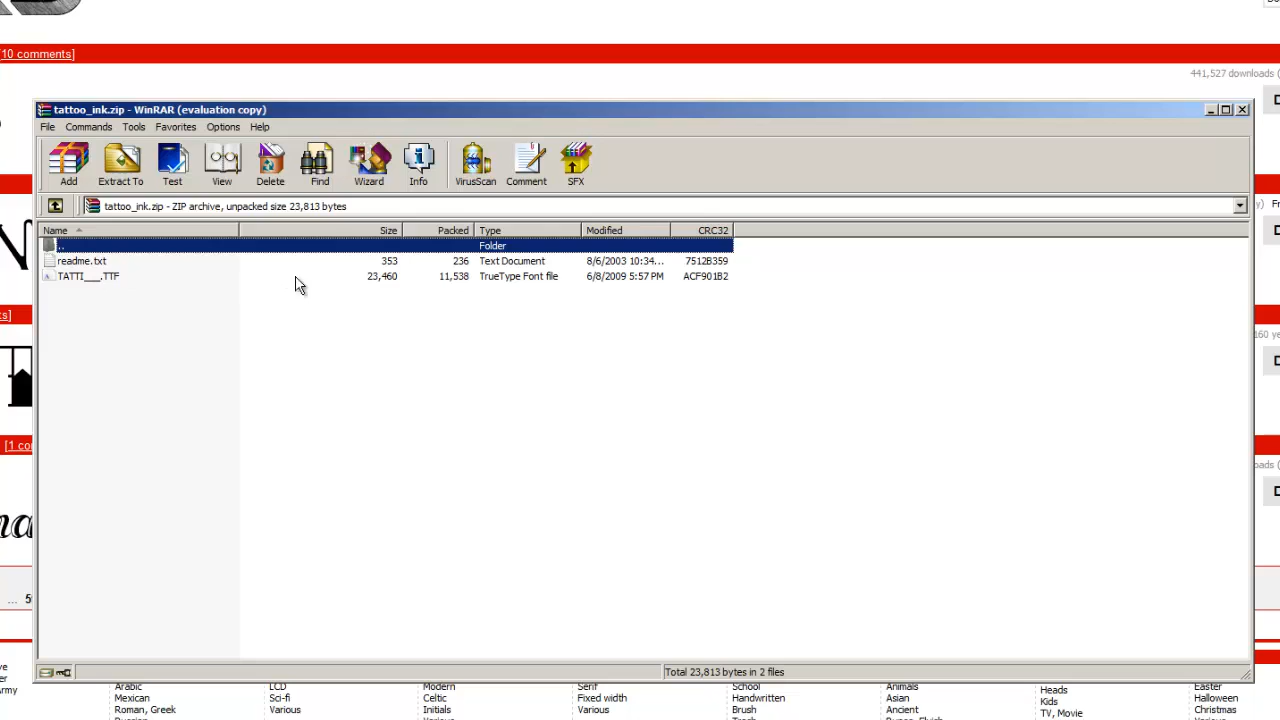 [10 comments]
441,527 downloads (
tattoo_ink.zip - WinRAR (evaluation copy)
File Commands Tools Favorites Options Help
Add Extract To Test View Delete Find Wizard Info VirusScan Comment SFX
tattoo_ink.zip - ZIP archive, unpacked size 23,813 bytes
Name Size Packed Type Modified CRC32
.. Folder
readme.txt 353 236 Text Document 8/6/2003 10:34... 7512B359
TATTI___.TTF 23,460 11,538 TrueType Font file 6/8/2009 5:57 PM ACF901B2
... 5
Total 23,813 bytes in 2 files
Arabic LCD Modern Serif School Animals Heads Easter
Mexican Sci-fi Celtic Fixed width Handwritten Asian Kids Halloween
Roman, Greek Various Initials Various Brush Ancient TV, Movie Christmas